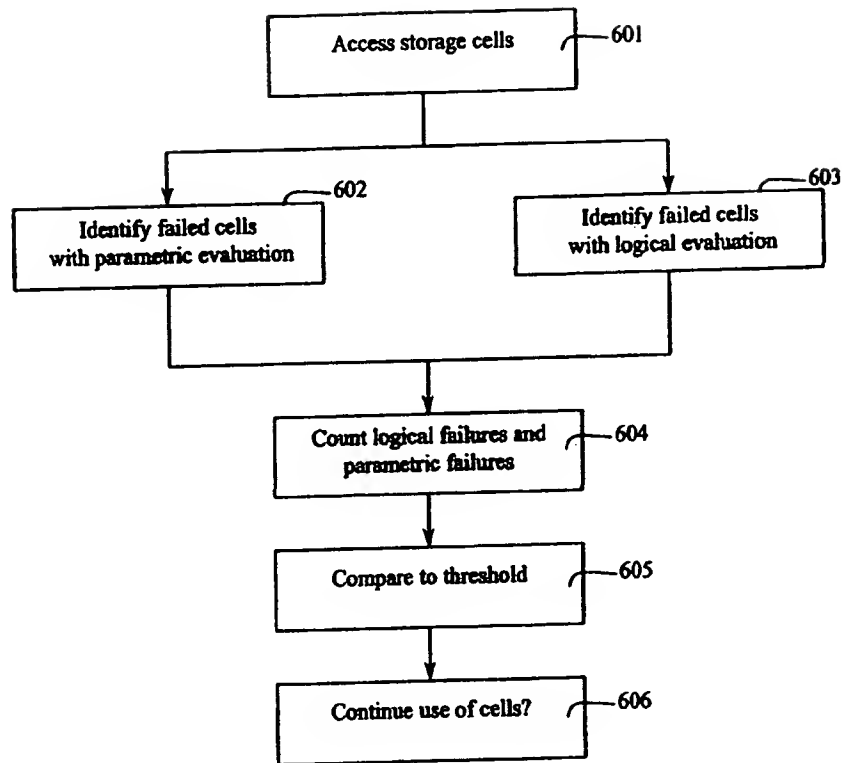 Access storage cells
601
602
603
Identify failed cells
with parametric evaluation
Identify failed cells
with logical evaluation
Count logical failures and
parametric failures
604
Compare to threshold
605
Continue use of cells?
606